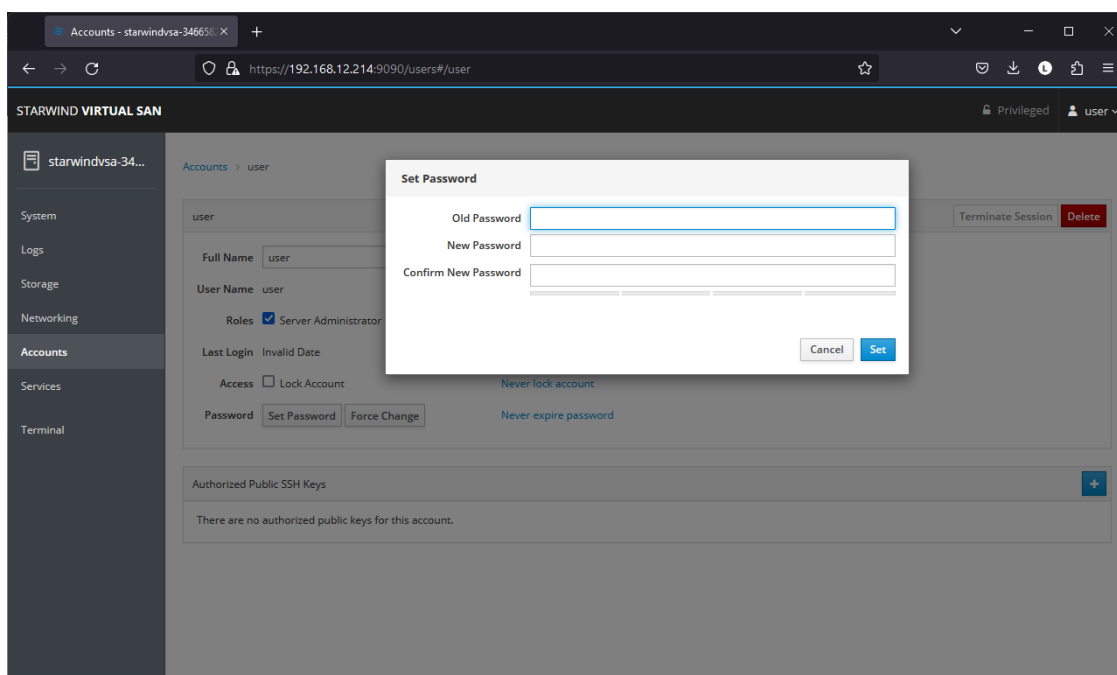 Accounts - starwindvsa-346658
https://192.168.12.214:9090/users#/user
L
STARWIND VIRTUAL SAN
Privileged
user
starwindvsa-34...
System
Logs
Storage
Networking
Accounts
Services
Terminal
Accounts > user
user
Terminate Session
Delete
Full Name user
User Name user
Roles Server Administrator
Last Login Invalid Date
Access Lock Account
Never lock account
Password Set Password Force Change
Never expire password
Authorized Public SSH Keys
There are no authorized public keys for this account.
Set Password
Old Password
New Password
Confirm New Password
Cancel
Set